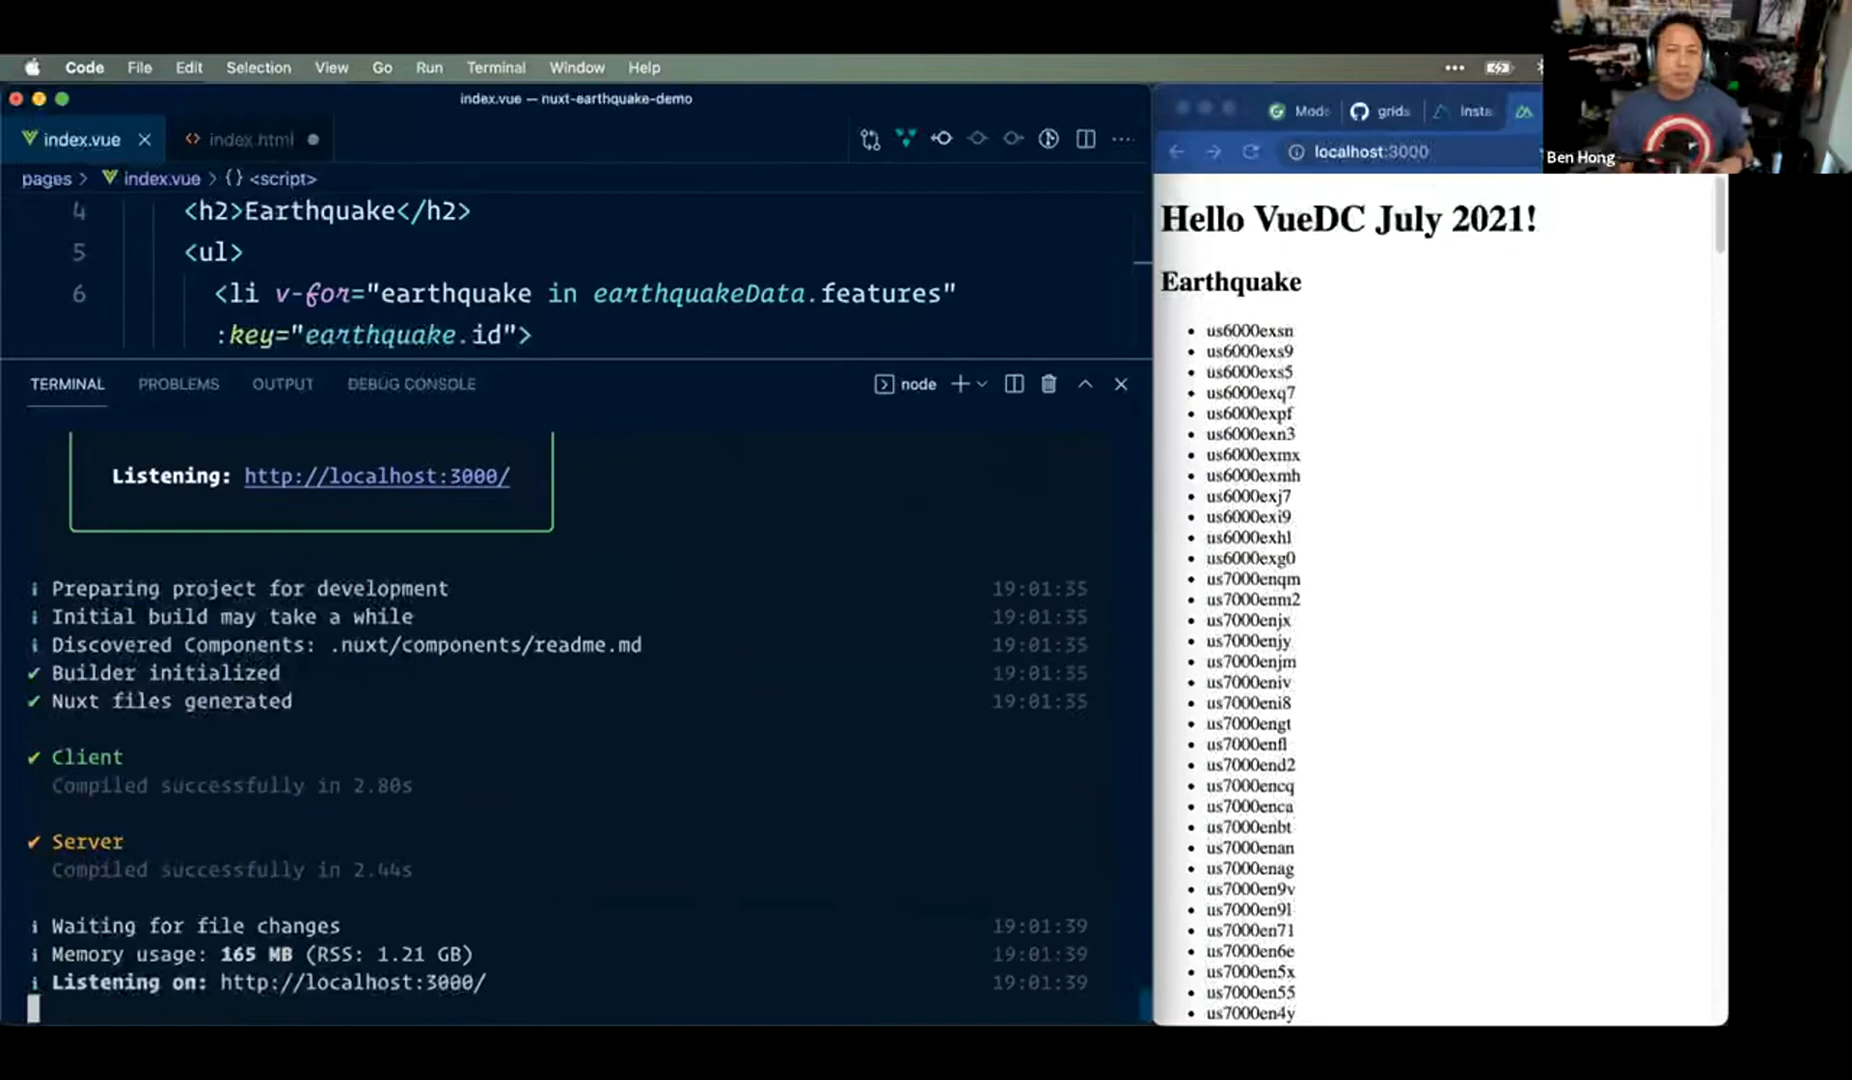 Code File Edit Selection View Go Run Terminal Window Help
index.vue — nuxt-earthquake-demo
index.vue
index.html
pages > index.vue > {} <script>
4 <h2>Earthquake</h2>
5 <ul>
6 <li v-for="earthquake in earthquakeData.features"
:key="earthquake.id">
TERMINAL PROBLEMS OUTPUT DEBUG CONSOLE
node
Listening: http://localhost:3000/
i Preparing project for development 19:01:35
i Initial build may take a while 19:01:35
i Discovered Components: .nuxt/components/readme.md 19:01:35
✔ Builder initialized 19:01:35
✔ Nuxt files generated 19:01:35
✔ Client
Compiled successfully in 2.80s
✔ Server
Compiled successfully in 2.44s
i Waiting for file changes 19:01:39
i Memory usage: 165 MB (RSS: 1.21 GB) 19:01:39
i Listening on: http://localhost:3000/ 19:01:39
Mode grids Insta
localhost:3000
Ben Hong
Hello VueDC July 2021!
Earthquake
• us6000exsn
• us6000exs9
• us6000exs5
• us6000exq7
• us6000expf
• us6000exn3
• us6000exmx
• us6000exmh
• us6000exj7
• us6000exi9
• us6000exhl
• us6000exg0
• us7000enqm
• us7000enm2
• us7000enjx
• us7000enjy
• us7000enjm
• us7000eniv
• us7000eni8
• us7000engt
• us7000enfl
• us7000end2
• us7000encq
• us7000enca
• us7000enbt
• us7000enan
• us7000enag
• us7000en9v
• us7000en9l
• us7000en71
• us7000en6e
• us7000en5x
• us7000en55
• us7000en4y